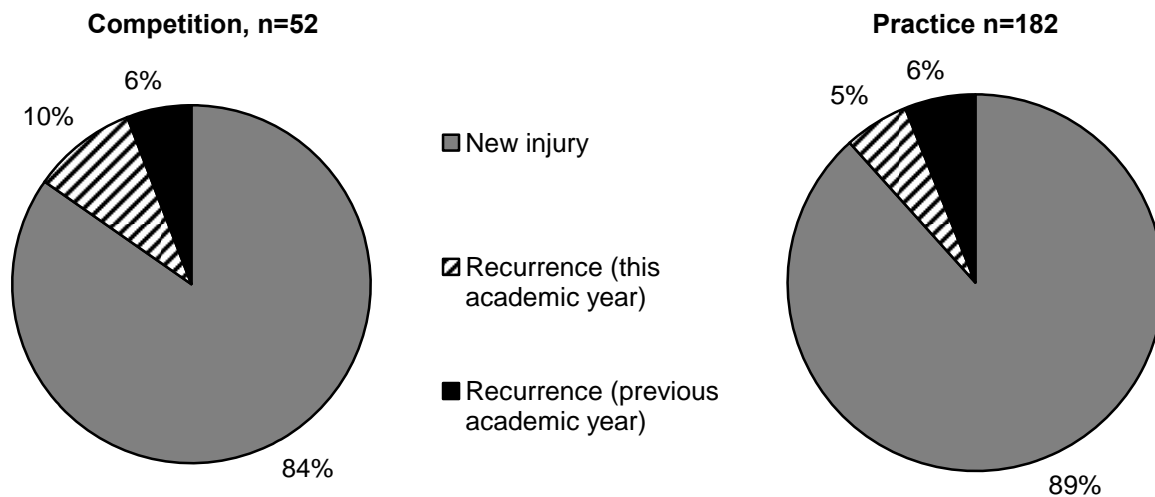 Competition, n=52
6%
10%
84%
New injury
Recurrence (this
academic year)
Recurrence (previous
academic year)
Practice n=182
6%
5%
89%